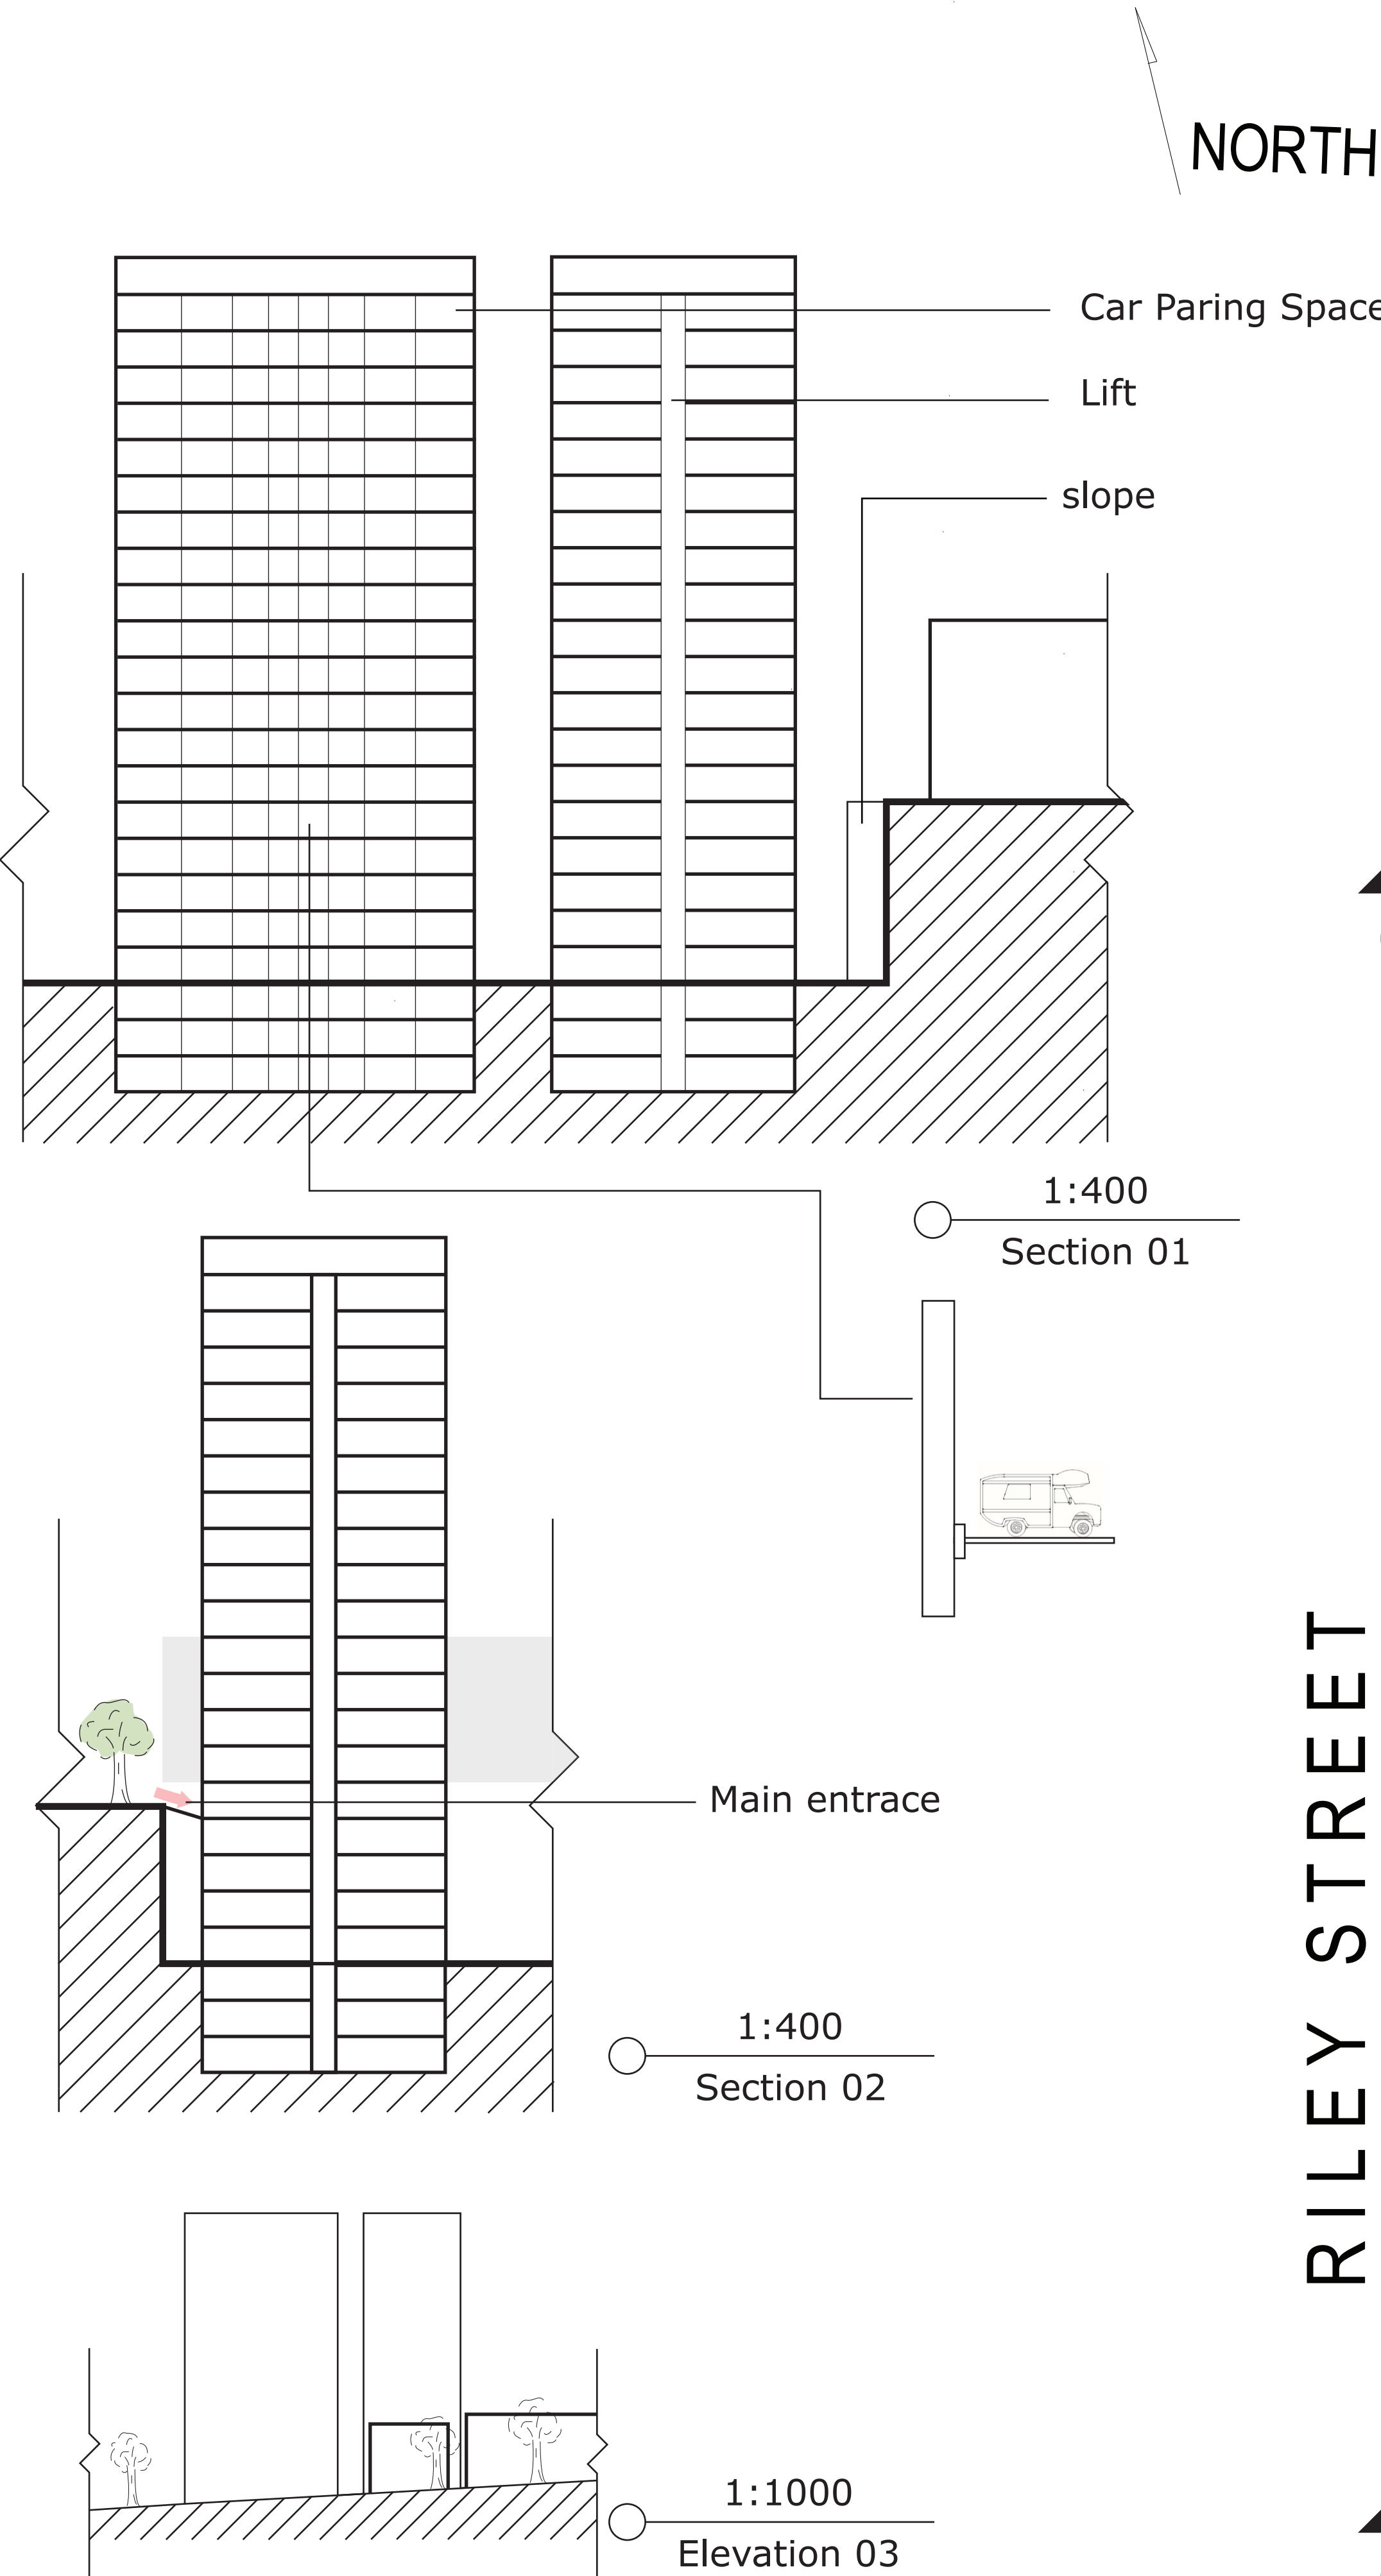 NORTH
Car Paring Space
Lift
slope
1:400
Section 01
Main entrace
1:400
Section 02
RILEY STREET
1:1000
Elevation 03